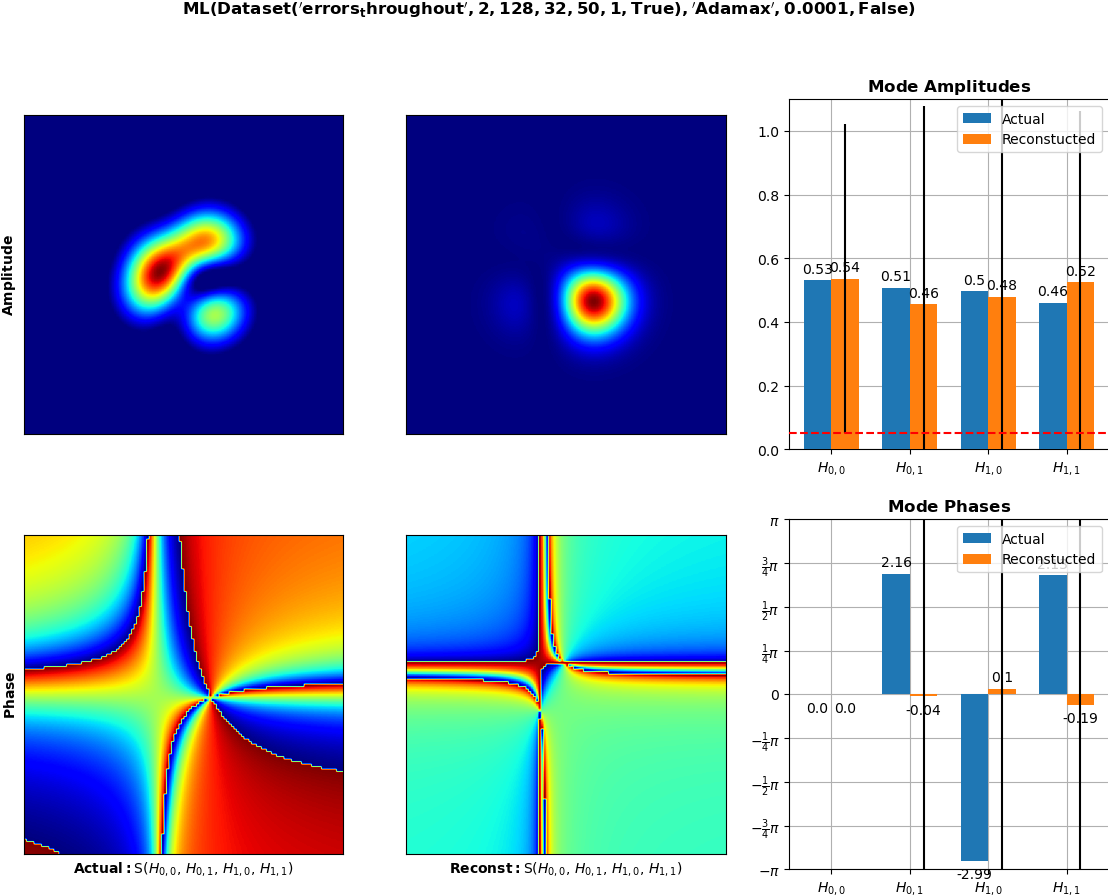 ML(Dataset('errors_throughout', 2, 128, 32, 50, 1, True), 'Adamax', 0.0001, False)
Mode Amplitudes
Amplitude
Actual
Reconstucted
1.0
0.8
0.6
0.4
0.2
0.0
0.53 0.54 0.51 0.46 0.5 0.48 0.46 0.52
H0,0 H0,1 H1,0 H1,1
Mode Phases
Phase
Actual
Reconstucted
π
3/4π
1/2π
1/4π
0
−1/4π
−1/2π
−3/4π
−π
0.0 0.0 2.16 -0.04 -2.99 0.1 -0.19
H0,0 H0,1 H1,0 H1,1
Actual: S(H0,0, H0,1, H1,0, H1,1)
Reconst: S(H0,0, H0,1, H1,0, H1,1)